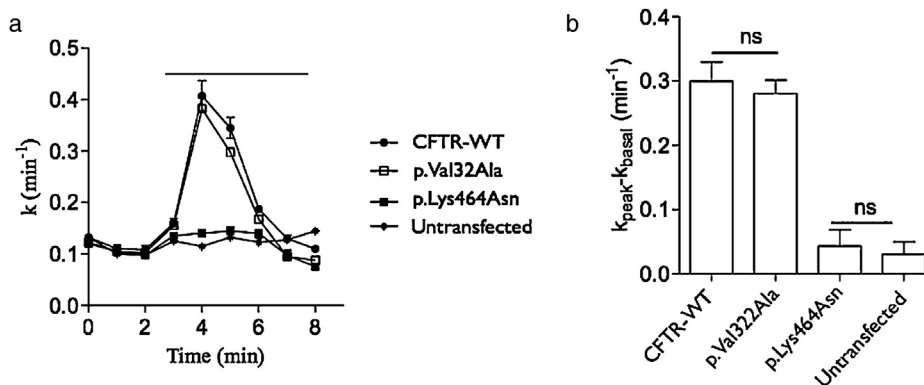 a
k (min⁻¹)
0.5
0.4
0.3
0.2
0.1
0.0
0 2 4 6 8
Time (min)
CFTR-WT
p.Val32Ala
p.Lys464Asn
Untransfected
b
k_peak-k_basal (min⁻¹)
0.4
0.3
0.2
0.1
0.0
ns
ns
CFTR-WT
p.Val322Ala
p.Lys464Asn
Untransfected